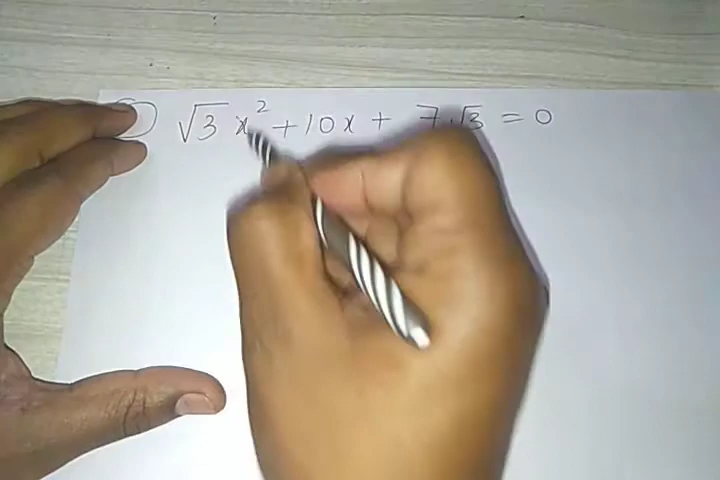 √3 x² + 10x + 7√3 = 0